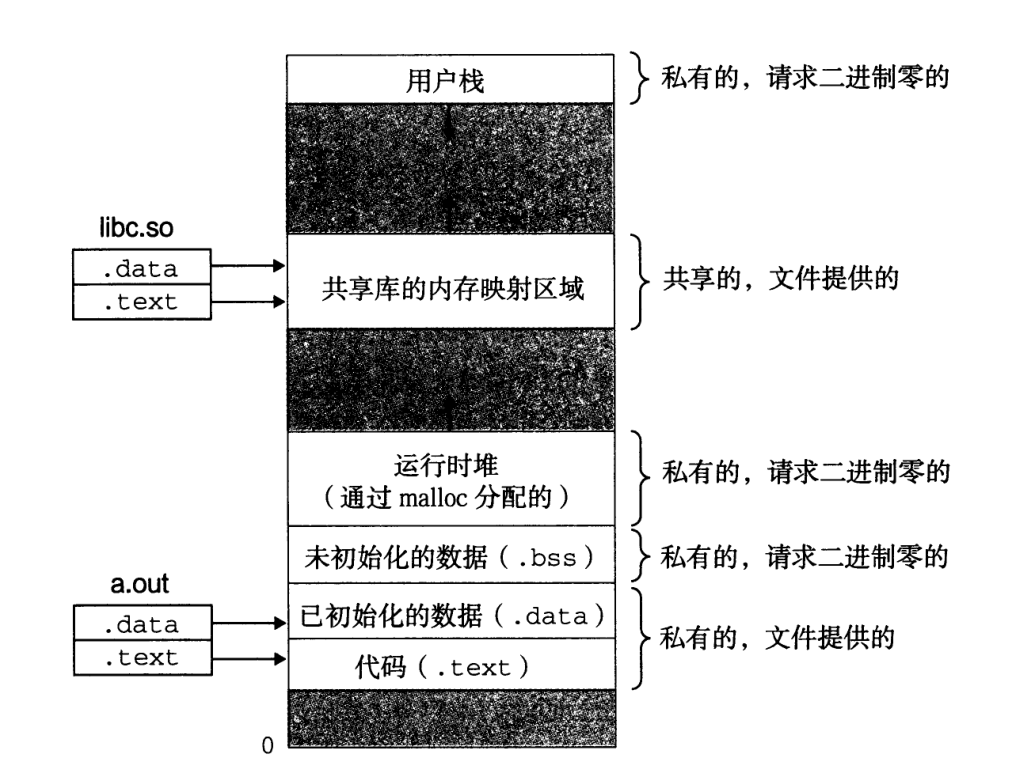 用户栈
私有的，请求二进制零的
libc.so
.data
.text
共享库的内存映射区域
共享的，文件提供的
运行时堆
（通过 malloc 分配的）
私有的，请求二进制零的
未初始化的数据（.bss）
私有的，请求二进制零的
a.out
.data
.text
已初始化的数据（.data）
代码（.text）
私有的，文件提供的
0